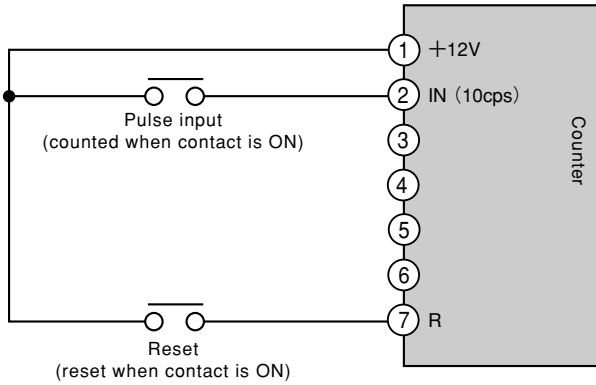 1 +12V
2 IN (10cps)
Pulse input
(counted when contact is ON)
3
4
5
6
7 R
Reset
(reset when contact is ON)
Counter